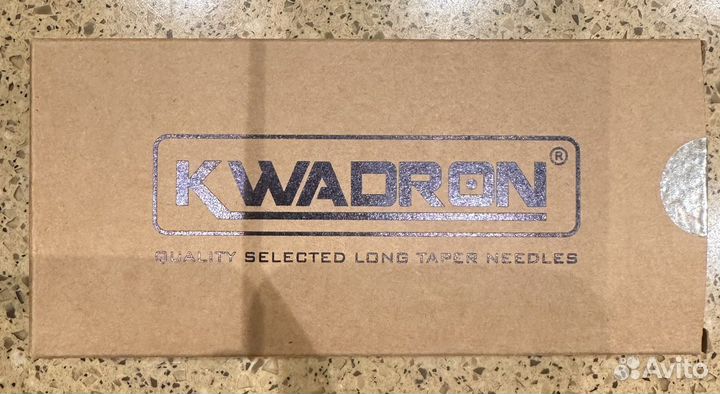 KWADRON®
QUALITY SELECTED LONG TAPER NEEDLES
Avito